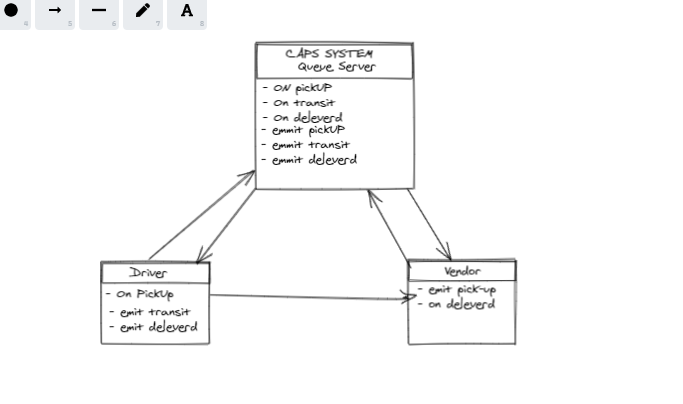 4
5
6
7
A
8
CAPS SYSTEM
Queue Server
- ON pickUP
- On transit
- On deleverd
- emmit pickUP
- emmit transit
- emmit deleverd
Driver
- on PickUp
- emit transit
- emit deleverd
Vendor
- emit pick-up
- on deleverd